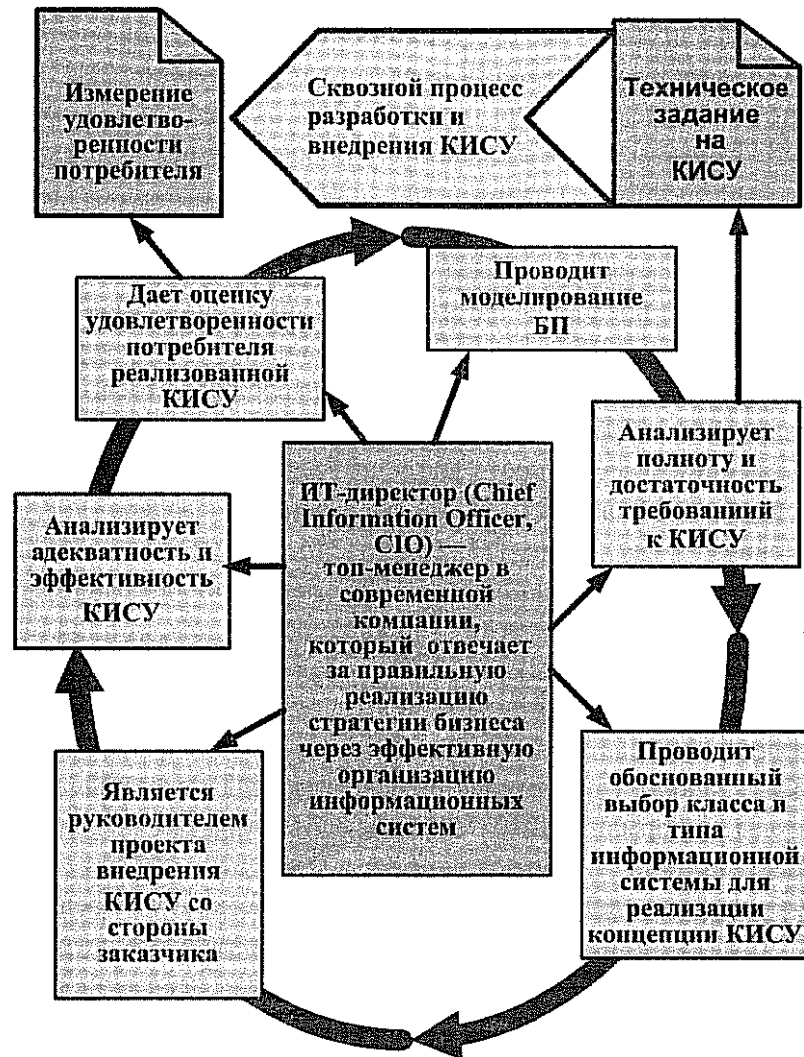 Измерение
удовлетво-
ренности
потребителя
Сквозной процесс
разработки и
внедрения КИСУ
Техническое
задание
на
КИСУ
Дает оценку
удовлетворенности
потребителя
реализованной
КИСУ
Проводит
моделирование
БП
Анализирует
полноту и
достаточность
требованиий
к КИСУ
Анализирует
адекватность и
эффективность
КИСУ
ИТ-директор (Chief
Information Officer,
CIO) —
топ-менеджер в
современной
компании,
который отвечает
за правильную
реализацию
стратегии бизнеса
через эффективную
организацию
информационных
систем
Является
руководителем
проекта
внедрения
КИСУ со
стороны
заказчика
Проводит
обоснованный
выбор класса и
типа
информационной
системы для
реализации
концепции КИСУ